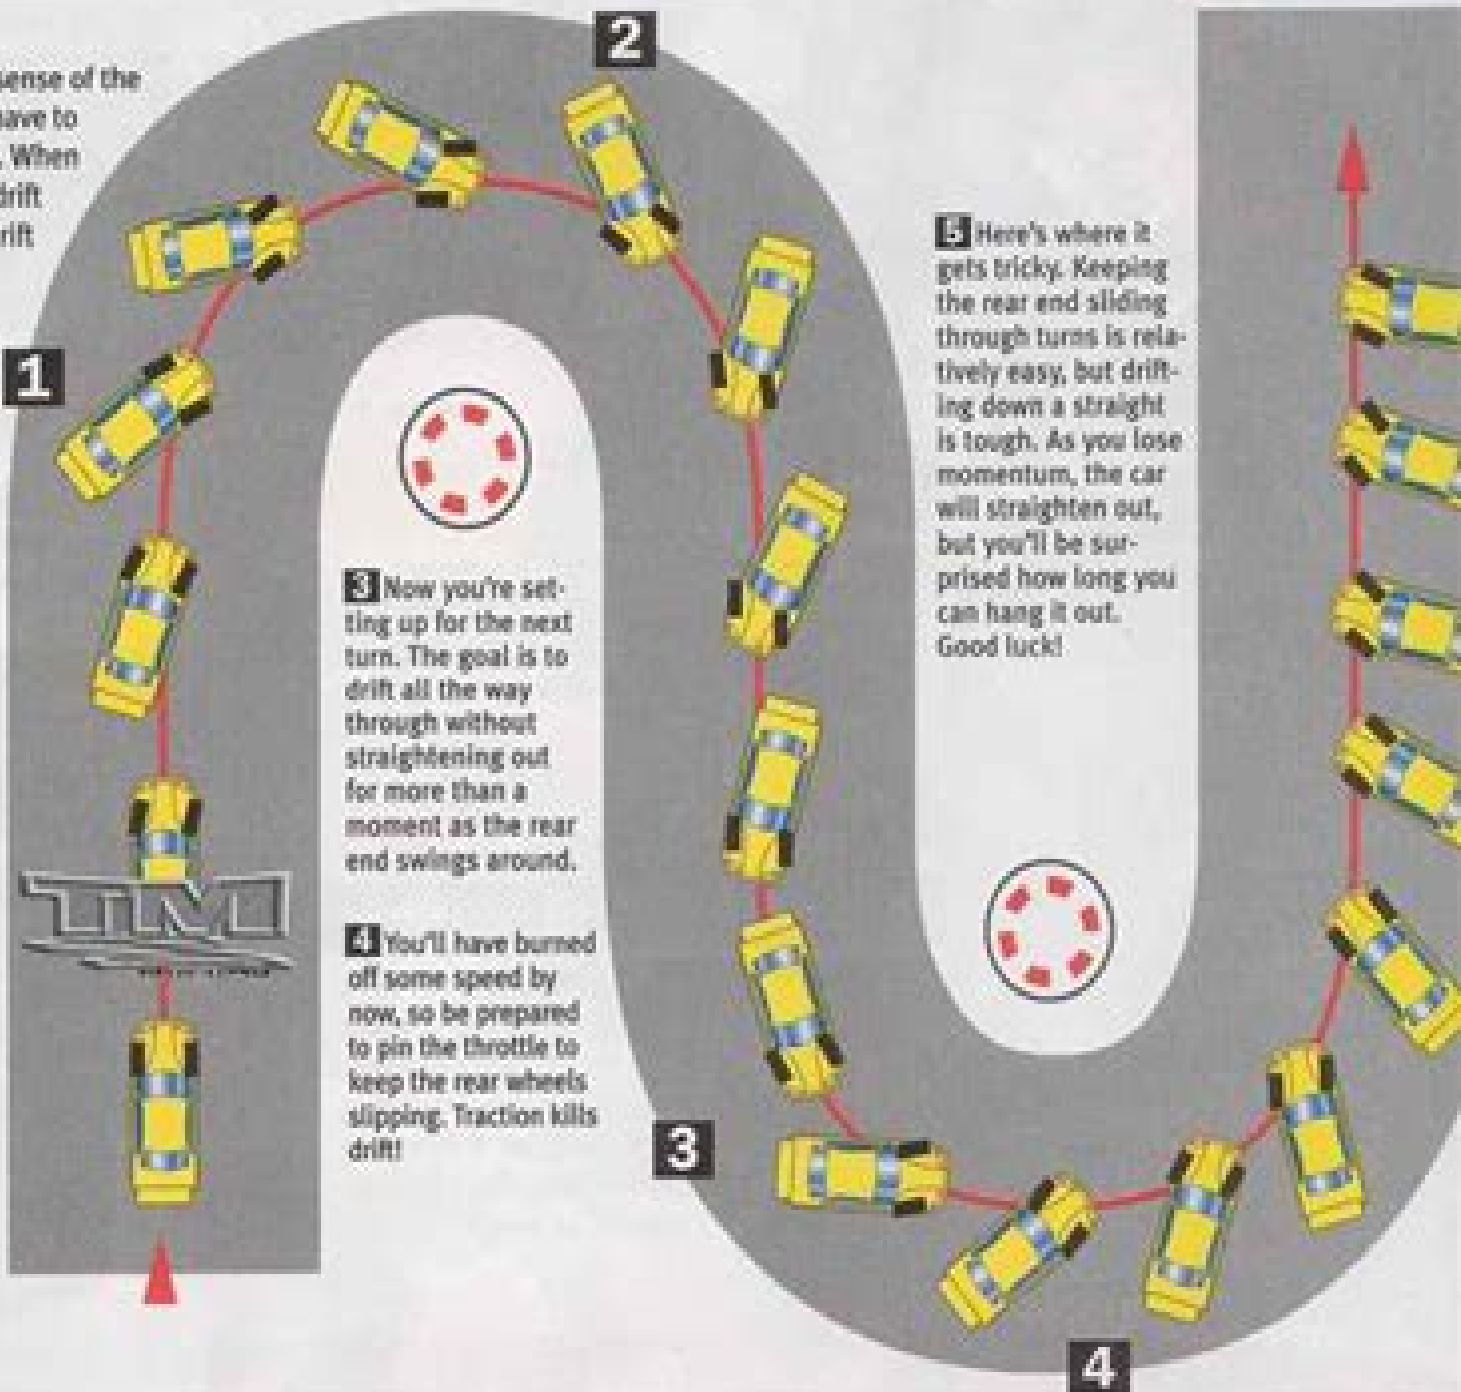 sense of the
have to
. When
drift
drift
1
2
3 Now you're set-
ting up for the next
turn. The goal is to
drift all the way
through without
straightening out
for more than a
moment as the rear
end swings around.
4 You'll have burned
off some speed by
now, so be prepared
to pin the throttle to
keep the rear wheels
slipping. Traction kills
drift!
5 Here's where it
gets tricky. Keeping
the rear end sliding
through turns is rela-
tively easy, but drift-
ing down a straight
is tough. As you lose
momentum, the car
will straighten out,
but you'll be sur-
prised how long you
can hang it out.
Good luck!
TM
3
4